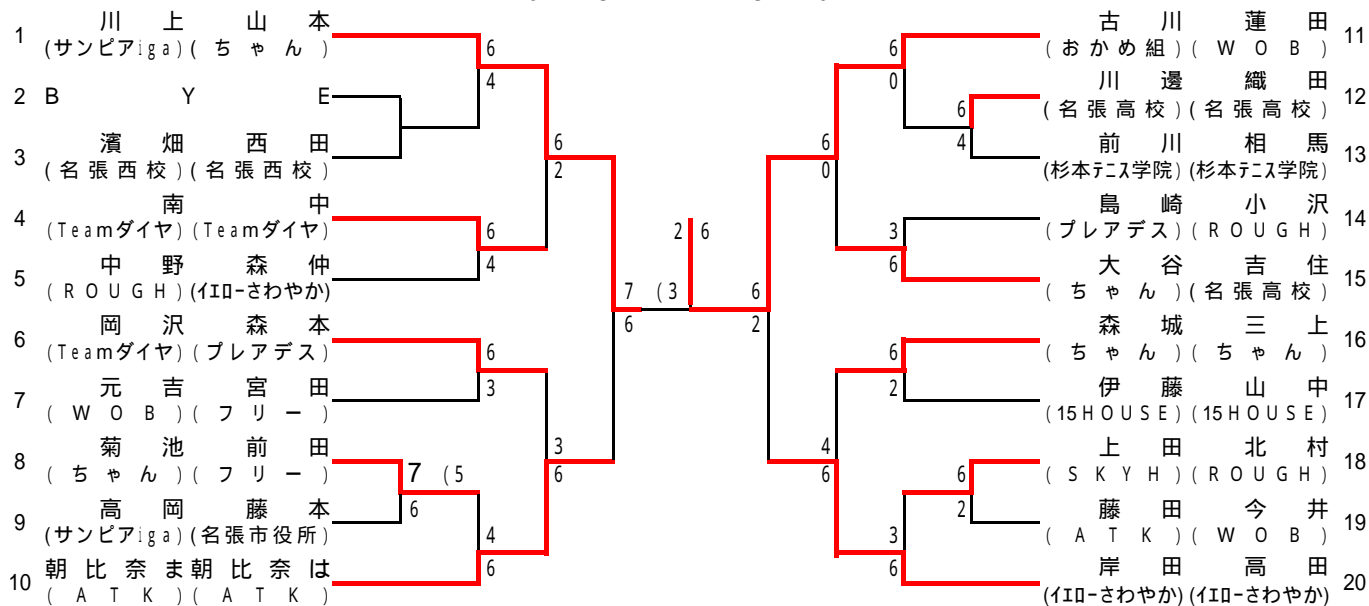 1 川上 山本
(サンピアiga)(ちゃん)
2 BYE
3 濱畑 西田
(名張西校)(名張西校)
4 南 中
(Teamダイヤ)(Teamダイヤ)
5 中野 森仲
(ROUGH)(イエローさわやか)
6 岡沢 森本
(Teamダイヤ)(プレアデス)
7 元吉 宮田
(WOB)(フリー)
8 菊池 前田
(ちゃん)(フリー)
9 高岡 藤本
(サンピアiga)(名張市役所)
10 朝比奈ま 朝比奈は
(ATK)(ATK)
6
4
6
4
6
3
7 (5
6
4
6
6
2
3
6
7 (3
6
2 6
6
2
6
0
4
6
6
0
6
4
3
6
6
2
6
2
3
6
古川 蓮田 11
(おかめ組)(WOB)
川邊 織田 12
(名張高校)(名張高校)
前川 相馬 13
(杉本テニス学院)(杉本テニス学院)
島崎 小沢 14
(プレアデス)(ROUGH)
大谷 吉住 15
(ちゃん)(名張高校)
森城 三上 16
(ちゃん)(ちゃん)
伊藤 山中 17
(15HOUSE)(15HOUSE)
上田 北村 18
(SKYH)(ROUGH)
藤田 今井 19
(ATK)(WOB)
岸田 高田 20
(イエローさわやか)(イエローさわやか)